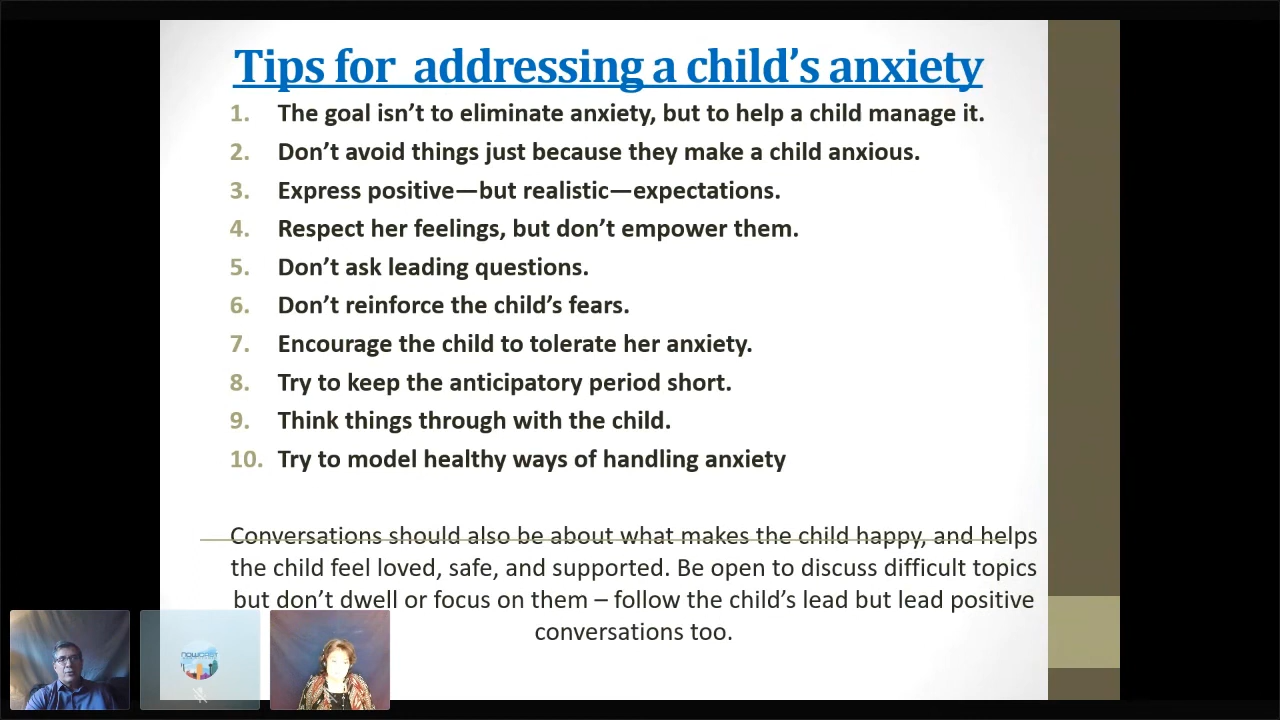 Tips for addressing a child’s anxiety
1. The goal isn’t to eliminate anxiety, but to help a child manage it.
2. Don’t avoid things just because they make a child anxious.
3. Express positive—but realistic—expectations.
4. Respect her feelings, but don’t empower them.
5. Don’t ask leading questions.
6. Don’t reinforce the child’s fears.
7. Encourage the child to tolerate her anxiety.
8. Try to keep the anticipatory period short.
9. Think things through with the child.
10. Try to model healthy ways of handling anxiety
Conversations should also be about what makes the child happy, and helps
the child feel loved, safe, and supported. Be open to discuss difficult topics
but don’t dwell or focus on them – follow the child’s lead but lead positive
conversations too.
NOWCAST